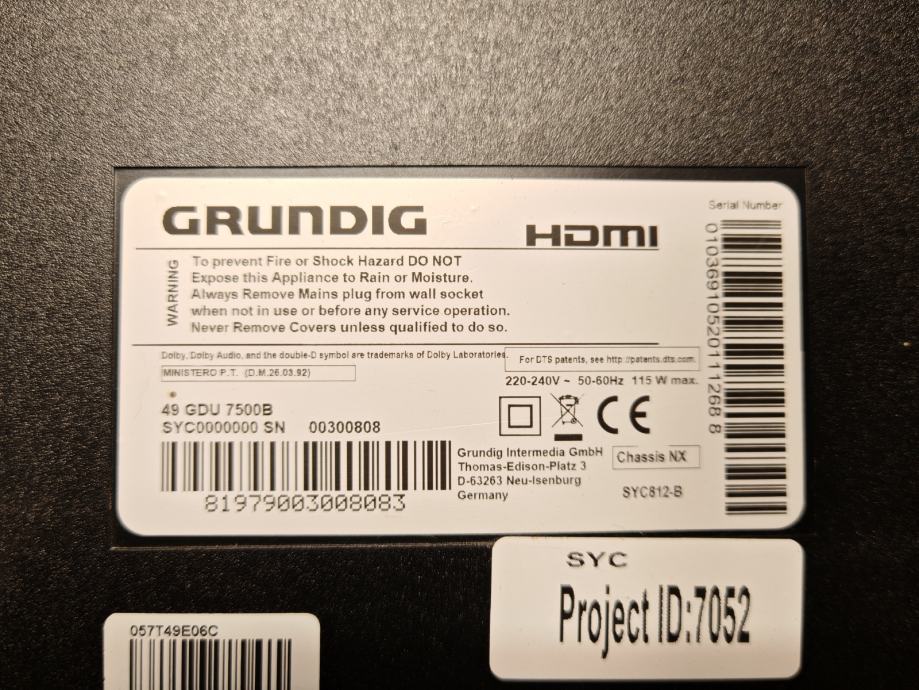 GRUNDIG
HDMI
Serial Number
010369105201112688
WARNING
To prevent Fire or Shock Hazard DO NOT
Expose this Appliance to Rain or Moisture.
Always Remove Mains plug from wall socket
when not in use or before any service operation.
Never Remove Covers unless qualified to do so.
Dolby, Dolby Audio, and the double-D symbol are trademarks of Dolby Laboratories.
For DTS patents, see http://patents.dts.com.
MINISTERO P.T. (D.M.26.03.92)
220-240V ~ 50-60Hz 115 W max.
49 GDU 7500B
SYC0000000 SN 00300808
CE
81979003008083
Grundig Intermedia GmbH
Thomas-Edison-Platz 3
D-63263 Neu-Isenburg
Germany
Chassis NX
SYC812-B
SYC
Project ID:7052
057T49E06C